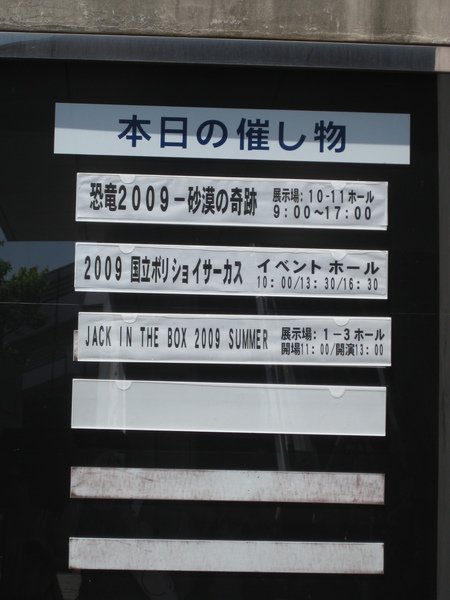 本日の催し物
恐竜2009－砂漠の奇跡 展示場：10-11ホール
9：00～17：00
2009 国立ボリショイサーカス イベントホール
10：00/13：30/16：30
JACK IN THE BOX 2009 SUMMER 展示場：1－3ホール
開場11：00/開演13：00